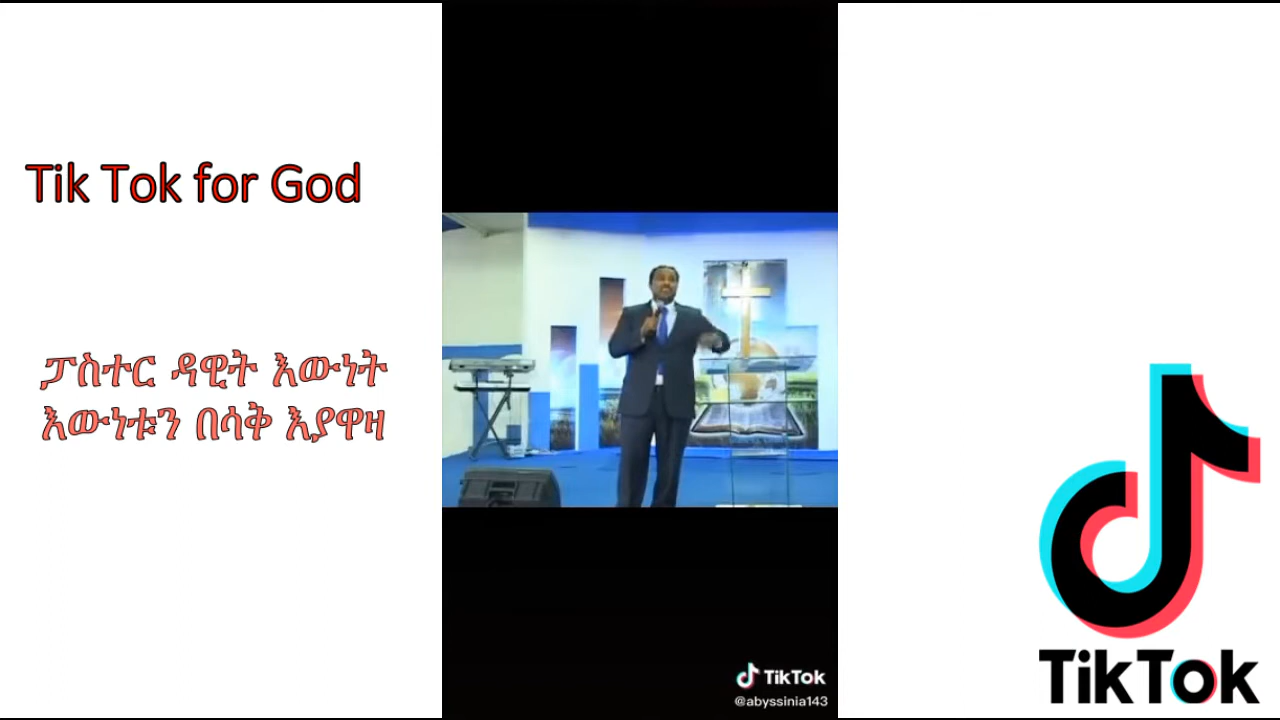 Tik Tok for God
ፓስተር ዳዊት እውነት
እውነቱን በሳቅ እያዋዛ
TikTok
@abyssinia143
TikTok